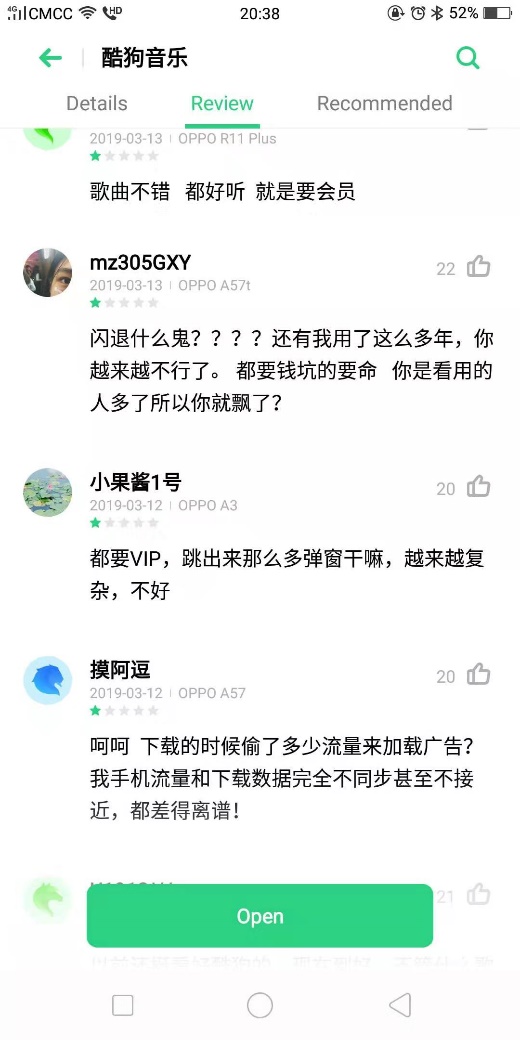 4G CMCC HD 20:38 52%
酷狗音乐
Details Review Recommended
2019-03-13 OPPO R11 Plus
歌曲不错 都好听 就是要会员
mz305GXY 22
2019-03-13 OPPO A57t
闪退什么鬼？？？？还有我用了这么多年，你
越来越不行了。 都要钱坑的要命 你是看用的
人多了所以你就飘了？
小果酱1号 20
2019-03-12 OPPO A3
都要VIP，跳出来那么多弹窗干嘛，越来越复
杂，不好
摸阿逗 20
2019-03-12 OPPO A57
呵呵 下载的时候偷了多少流量来加载广告？
我手机流量和下载数据完全不同步甚至不接
近，都差得离谱！
21
Open